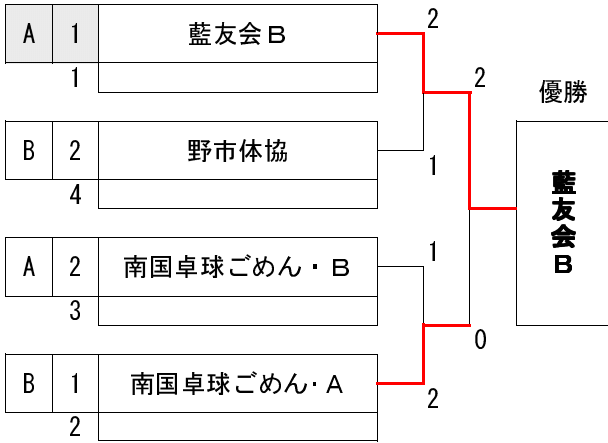 A 1 藍友会B 2
1
2
優勝
B 2 野市体協 1
4
藍友会B
A 2 南国卓球ごめん・B 1
3
0
B 1 南国卓球ごめん・A 2
2